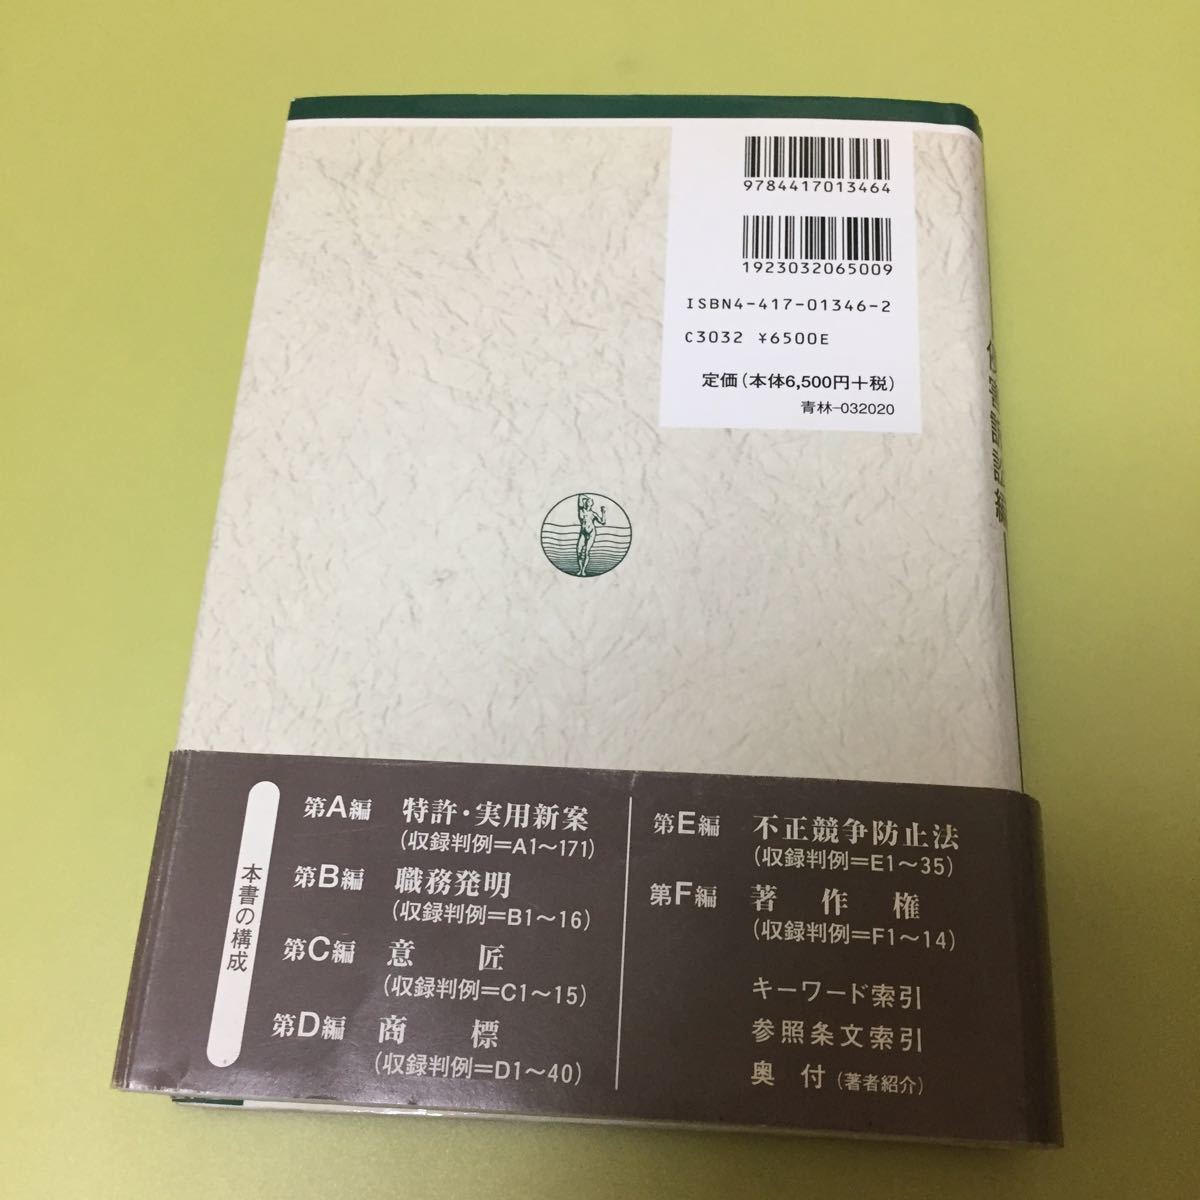 9784417013464
1923032065009
ISBN4-417-01346-2
C3032 ¥6500E
定価(本体6,500円+税)
青林-032020
本書の構成
第A編 特許・実用新案
(収録判例=A1~171)
第B編 職務発明
(収録判例=B1~16)
第C編 意匠
(収録判例=C1~15)
第D編 商標
(収録判例=D1~40)
第E編 不正競争防止法
(収録判例=E1~35)
第F編 著作権
(収録判例=F1~14)
キーワード索引
参照条文索引
奥付(著者紹介)